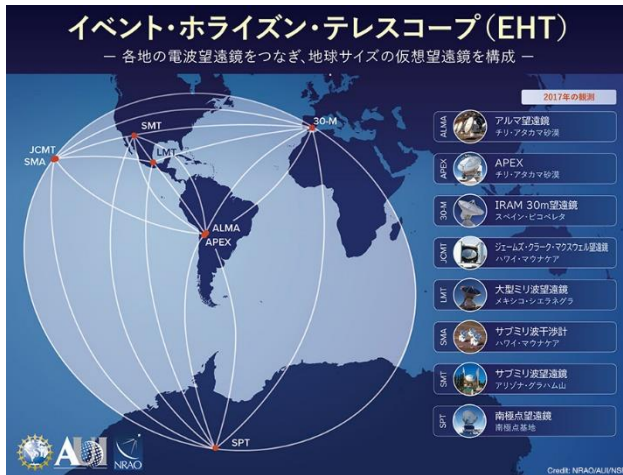 イベント・ホライズン・テレスコープ(EHT)
― 各地の電波望遠鏡をつなぎ、地球サイズの仮想望遠鏡を構成 ―
2017年の観測
SMT
30-M
JCMT
SMA
LMT
ALMA
APEX
SPT
ALMA
アルマ望遠鏡
チリ・アタカマ砂漠
APEX
APEX
チリ・アタカマ砂漠
30-M
IRAM 30m望遠鏡
スペイン・ピコベレタ
JCMT
ジェームズ・クラーク・マクスウェル望遠鏡
ハワイ・マウナケア
LMT
大型ミリ波望遠鏡
メキシコ・シエラネグラ
SMA
サブミリ波干渉計
ハワイ・マウナケア
SMT
サブミリ波望遠鏡
アリゾナ・グラハム山
SPT
南極点望遠鏡
南極点基地
AUI
NRAO
Credit: NRAO/AUI/NSF